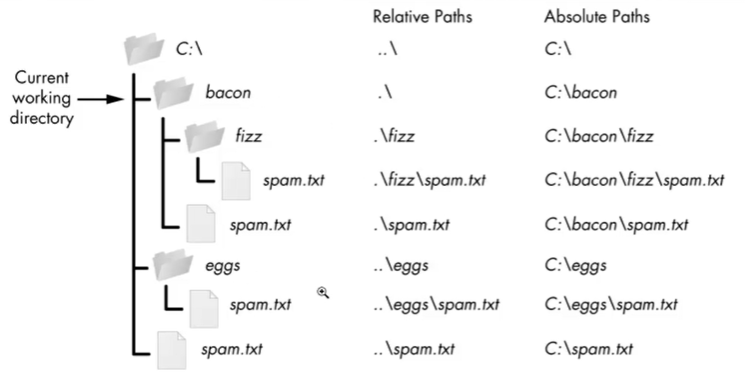 Relative Paths Absolute Paths
C:\ ..\ C:\
Current
working
directory
bacon .\ C:\bacon
fizz .\fizz C:\bacon\fizz
spam.txt .\fizz\spam.txt C:\bacon\fizz\spam.txt
spam.txt .\spam.txt C:\bacon\spam.txt
eggs ..\eggs C:\eggs
spam.txt ..\eggs\spam.txt C:\eggs\spam.txt
spam.txt ..\spam.txt C:\spam.txt